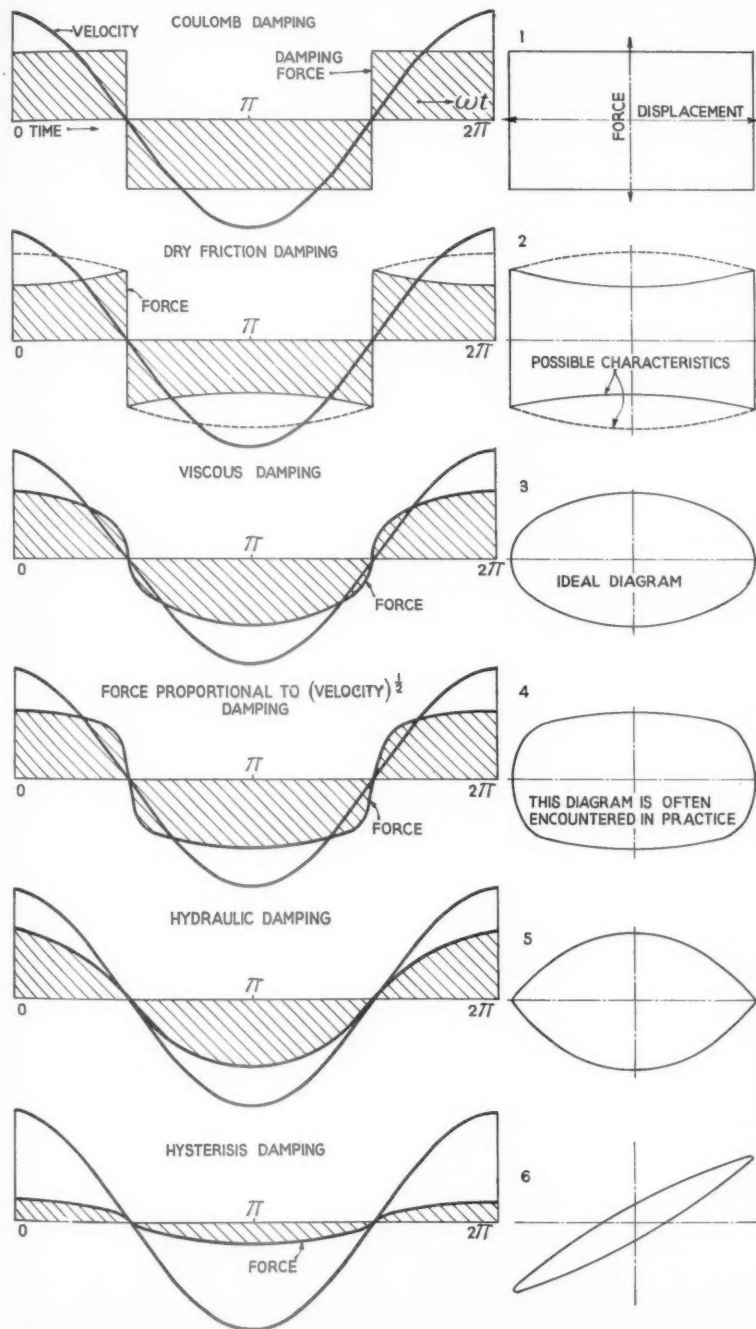 COULOMB DAMPING
VELOCITY
DAMPING
FORCE
π
ωt
0 TIME
2π
1
FORCE
DISPLACEMENT
DRY FRICTION DAMPING
FORCE
π
0
2π
2
POSSIBLE CHARACTERISTICS
VISCOUS DAMPING
π
0
2π
FORCE
3
IDEAL DIAGRAM
FORCE PROPORTIONAL TO (VELOCITY)^½
DAMPING
π
0
2π
FORCE
4
THIS DIAGRAM IS OFTEN
ENCOUNTERED IN PRACTICE
HYDRAULIC DAMPING
π
0
2π
5
HYSTERISIS DAMPING
π
0
2π
FORCE
6